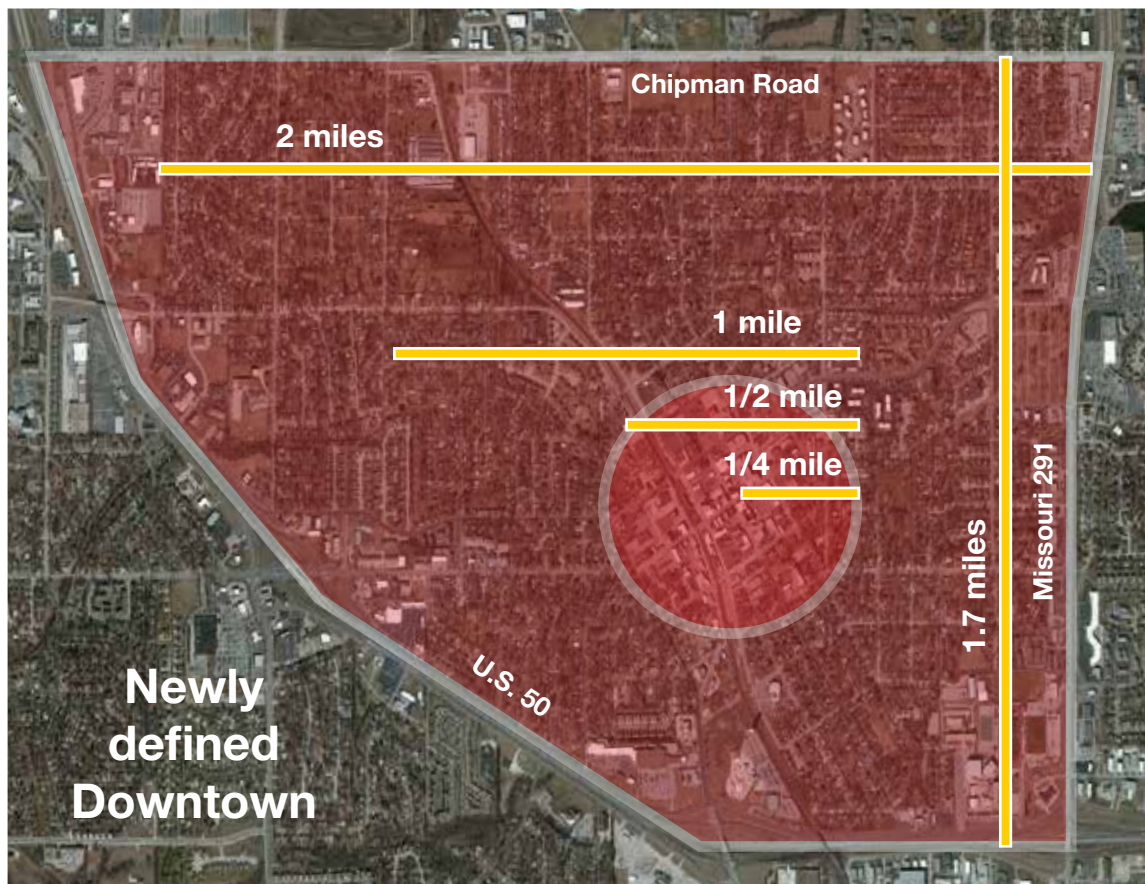 Chipman Road
2 miles
1 mile
1/2 mile
1/4 mile
1.7 miles
Missouri 291
U.S. 50
Newly
defined
Downtown